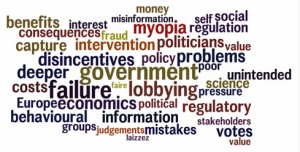 money
benefits interest misinformation self social
consequences fraud myopia regulation
capture intervention politicians value
disincentives policy problems
deeper government poor unintended
costs failure faire lobbying science
pressure
Europe economics political regulatory
behavioural information stakeholders
groups judgements mistakes votes
laizzez value